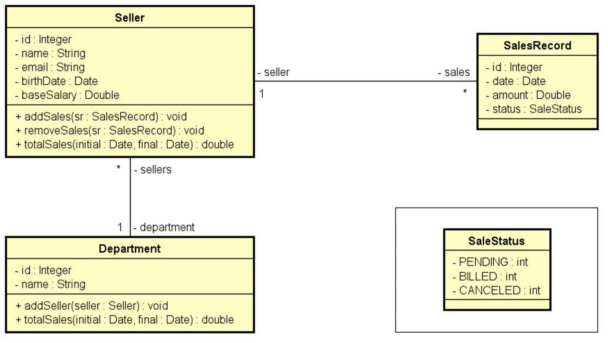 Seller
- id : Integer
- name : String
- email : String
- birthDate : Date
- baseSalary : Double
+ addSales(sr : SalesRecord) : void
+ removeSales(sr : SalesRecord) : void
+ totalSales(initial : Date, final : Date) : double
- seller
1
- sales
*
SalesRecord
- id : Integer
- date : Date
- amount : Double
- status : SaleStatus
* - sellers
1 - department
Department
- id : Integer
- name : String
+ addSeller(seller : Seller) : void
+ totalSales(initial : Date, final : Date) : double
SaleStatus
- PENDING : int
- BILLED : int
- CANCELED : int